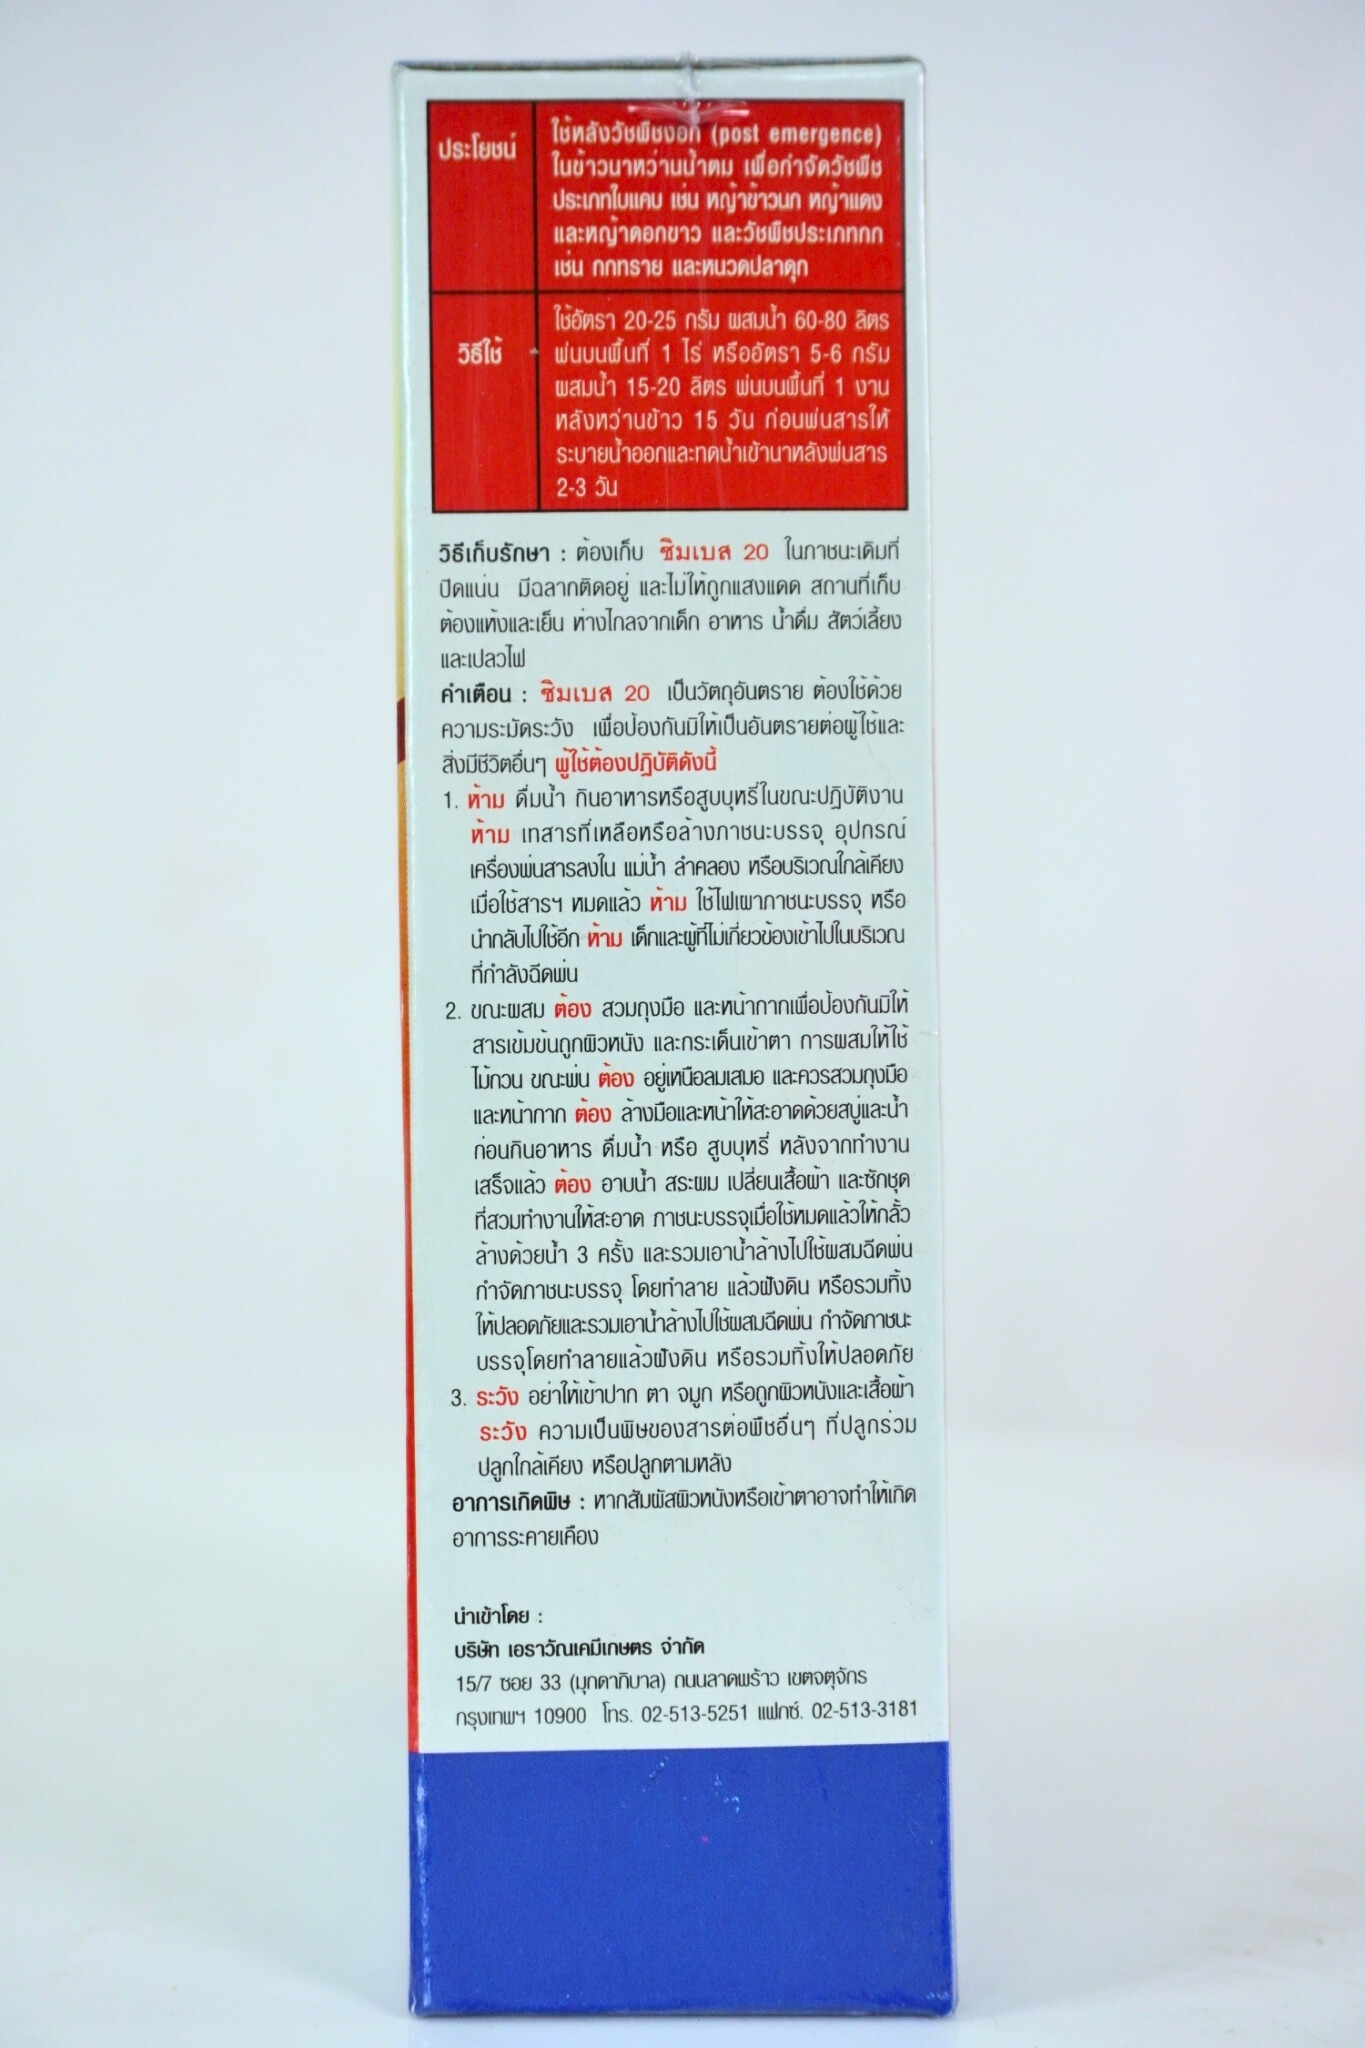 ประโยชน์
ใช้หลังวัชพืชงอก (post emergence)
ในข้าวนาหว่านน้ำตม เพื่อกำจัดวัชพืช
ประเภทใบแคบ เช่น หญ้าข้าวนก หญ้าแดง
และหญ้าดอกขาว และวัชพืชประเภทกก
เช่น กกทราย และหนวดปลาดุก
วิธีใช้
ใช้อัตรา 20-25 กรัม ผสมน้ำ 60-80 ลิตร
พ่นบนพื้นที่ 1 ไร่ หรืออัตรา 5-6 กรัม
ผสมน้ำ 15-20 ลิตร พ่นบนพื้นที่ 1 งาน
หลังหว่านข้าว 15 วัน ก่อนพ่นสารให้
ระบายน้ำออกและทดน้ำเข้านาหลังพ่นสาร
2-3 วัน
วิธีเก็บรักษา : ต้องเก็บ ซิมเบส 20 ในภาชนะเดิมที่
ปิดแน่น มีฉลากติดอยู่ และไม่ให้ถูกแสงแดด สถานที่เก็บ
ต้องแห้งและเย็น ห่างไกลจากเด็ก อาหาร น้ำดื่ม สัตว์เลี้ยง
และเปลวไฟ
คำเตือน : ซิมเบส 20 เป็นวัตถุอันตราย ต้องใช้ด้วย
ความระมัดระวัง เพื่อป้องกันมิให้เป็นอันตรายต่อผู้ใช้และ
สิ่งมีชีวิตอื่นๆ ผู้ใช้ต้องปฏิบัติดังนี้
1. ห้าม ดื่มน้ำ กินอาหารหรือสูบบุหรี่ในขณะปฏิบัติงาน
ห้าม เทสารที่เหลือหรือล้างภาชนะบรรจุ อุปกรณ์
เครื่องพ่นสารลงใน แม่น้ำ ลำคลอง หรือบริเวณใกล้เคียง
เมื่อใช้สารฯ หมดแล้ว ห้าม ใช้ไฟเผาภาชนะบรรจุ หรือ
นำกลับไปใช้อีก ห้าม เด็กและผู้ที่ไม่เกี่ยวข้องเข้าไปในบริเวณ
ที่กำลังฉีดพ่น
2. ขณะผสม ต้อง สวมถุงมือ และหน้ากากเพื่อป้องกันมิให้
สารเข้มข้นถูกผิวหนัง และกระเด็นเข้าตา การผสมให้ใช้
ไม้กวน ขณะพ่น ต้อง อยู่เหนือลมเสมอ และควรสวมถุงมือ
และหน้ากาก ต้อง ล้างมือและหน้าให้สะอาดด้วยสบู่และน้ำ
ก่อนกินอาหาร ดื่มน้ำ หรือ สูบบุหรี่ หลังจากทำงาน
เสร็จแล้ว ต้อง อาบน้ำ สระผม เปลี่ยนเสื้อผ้า และซักชุด
ที่สวมทำงานให้สะอาด ภาชนะบรรจุเมื่อใช้หมดแล้วให้กลั้ว
ล้างด้วยน้ำ 3 ครั้ง และรวมเอาน้ำล้างไปใช้ผสมฉีดพ่น
กำจัดภาชนะบรรจุ โดยทำลาย แล้วฝังดิน หรือรวมทิ้ง
ให้ปลอดภัยและรวมเอาน้ำล้างไปใช้ผสมฉีดพ่น กำจัดภาชนะ
บรรจุโดยทำลายแล้วฝังดิน หรือรวมทิ้งให้ปลอดภัย
3. ระวัง อย่าให้เข้าปาก ตา จมูก หรือถูกผิวหนังและเสื้อผ้า
ระวัง ความเป็นพิษของสารต่อพืชอื่นๆ ที่ปลูกร่วม
ปลูกใกล้เคียง หรือปลูกตามหลัง
อาการเกิดพิษ : หากสัมผัสผิวหนังหรือเข้าตาอาจทำให้เกิด
อาการระคายเคือง
นำเข้าโดย :
บริษัท เอราวัณเคมีเกษตร จำกัด
15/7 ซอย 33 (มุกดาภิบาล) ถนนลาดพร้าว เขตจตุจักร
กรุงเทพฯ 10900 โทร. 02-513-5251 แฟกซ์. 02-513-3181